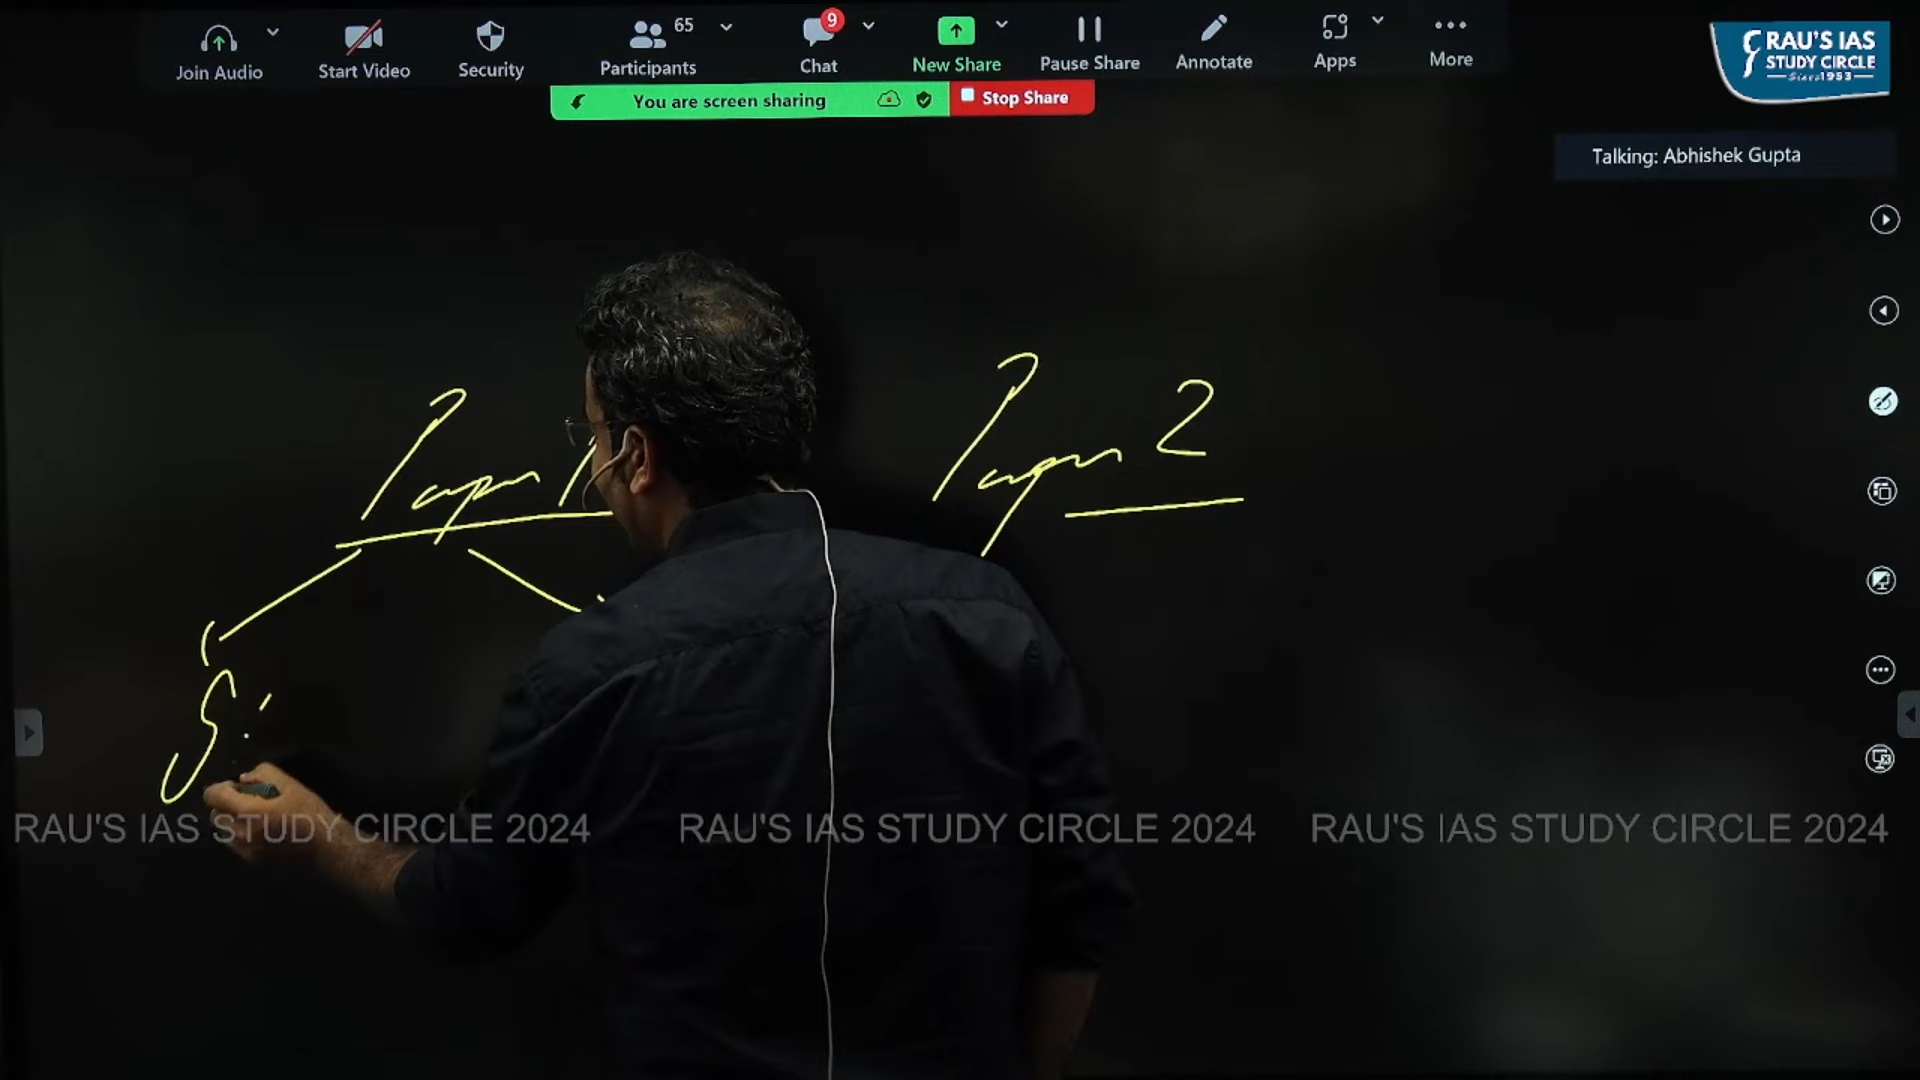 Join Audio
Start Video
Security
Participants 65
Chat 9
New Share
Pause Share
Annotate
Apps
More
You are screen sharing
Stop Share
RAU'S IAS
STUDY CIRCLE
Since 1953
Talking: Abhishek Gupta
Paper 1
Paper 2
RAU'S IAS STUDY CIRCLE 2024 RAU'S IAS STUDY CIRCLE 2024 RAU'S IAS STUDY CIRCLE 2024